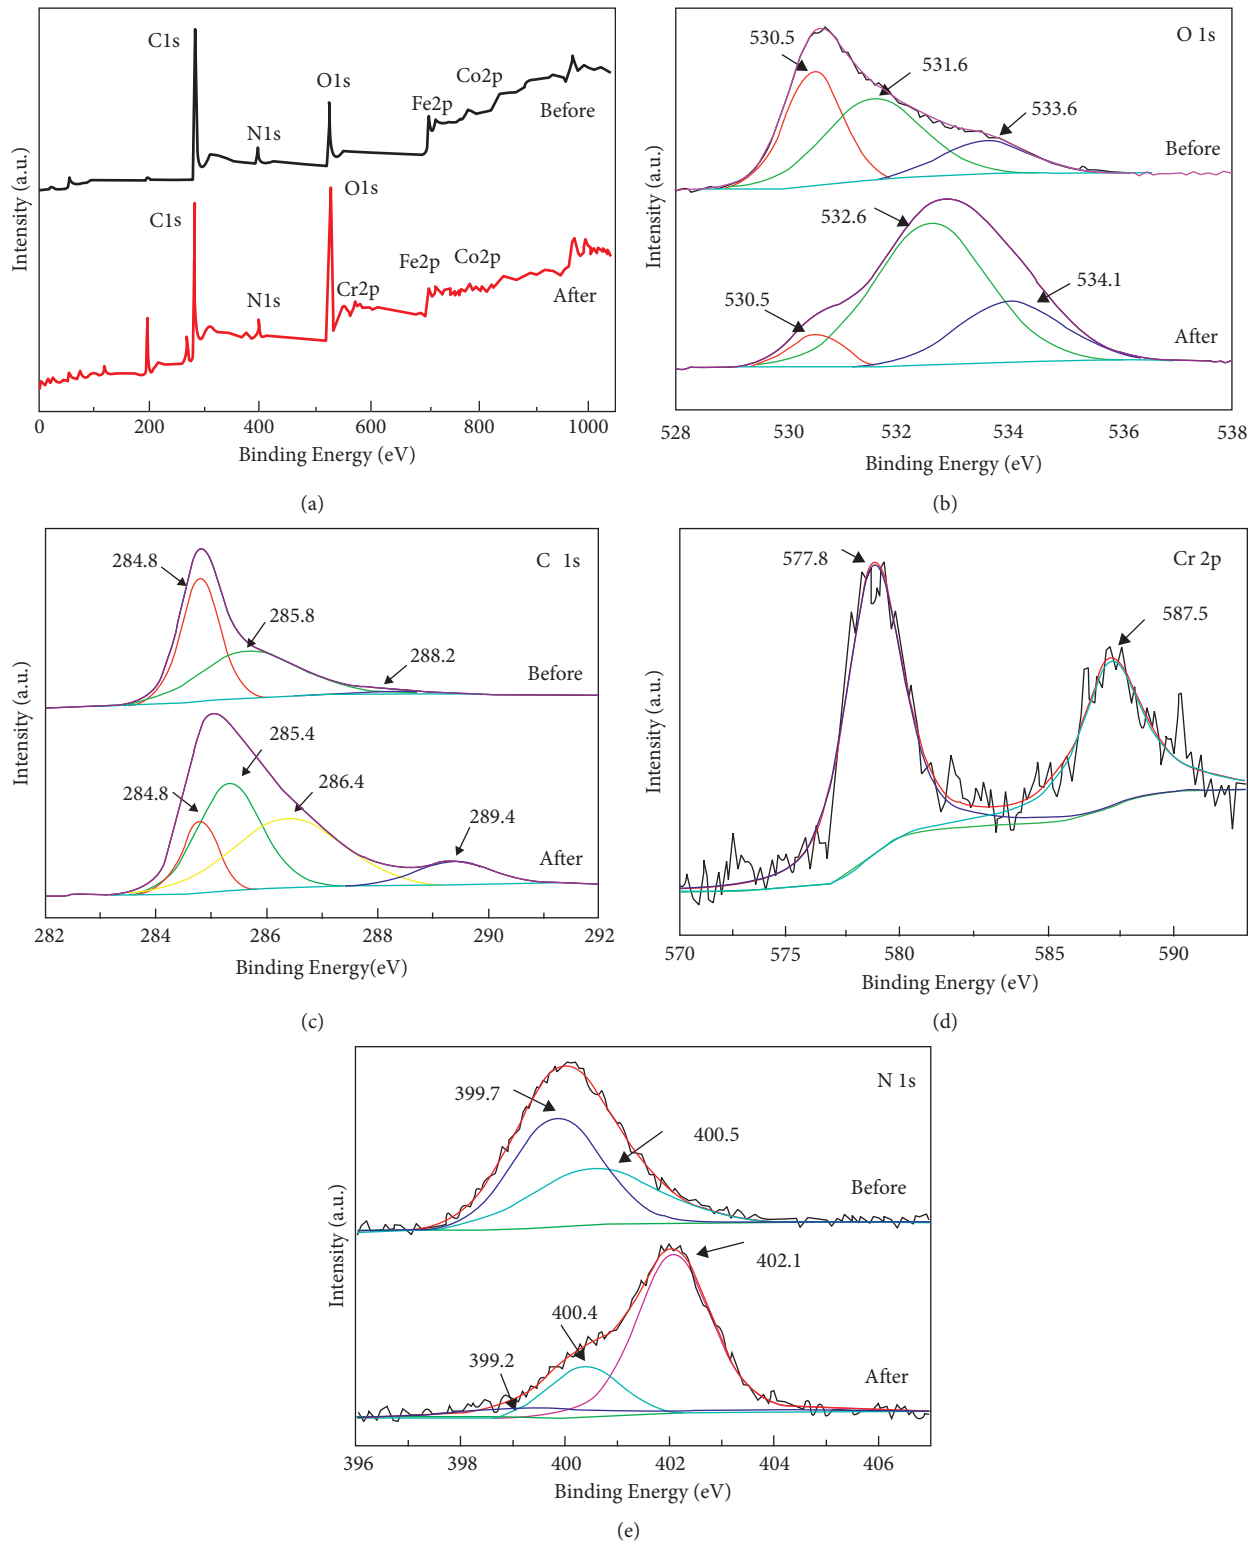 C1s
O1s
N1s
Fe2p
Co2p
Before
C1s
O1s
N1s
Cr2p
Fe2p
Co2p
After
Intensity (a.u.)
0 200 400 600 800 1000
Binding Energy (eV)
(a)
O 1s
530.5
531.6
533.6
Before
532.6
530.5
534.1
After
Intensity (a.u.)
528 530 532 534 536 538
Binding Energy (eV)
(b)
C 1s
284.8
285.8
288.2
Before
285.4
286.4
284.8
289.4
After
Intensity (a.u.)
282 284 286 288 290 292
Binding Energy(eV)
(c)
Cr 2p
577.8
587.5
Intensity (a.u.)
570 575 580 585 590
Binding Energy (eV)
(d)
N 1s
399.7
400.5
Before
402.1
400.4
399.2
After
Intensity (a.u.)
396 398 400 402 404 406
Binding Energy (eV)
(e)